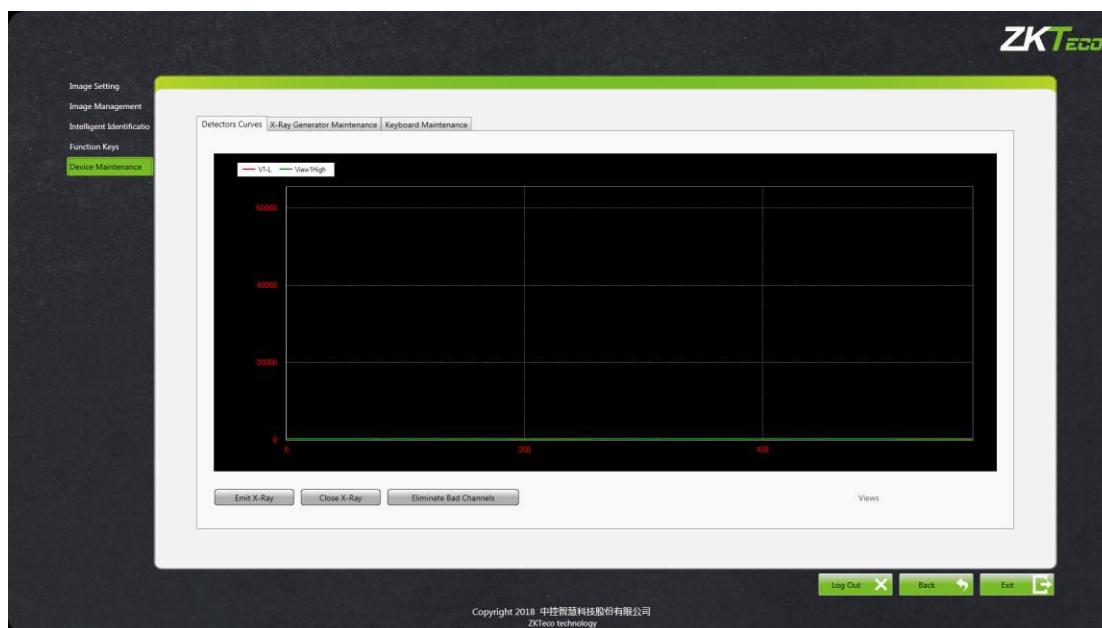 ZKTeco
Image Setting
Image Management
Intelligent Identificatio
Function Keys
Device Maintenance
Detectors Curves X-Ray Generator Maintenance Keyboard Maintenance
V1-L View1High
60000
40000
20000
0
0 200 400
Emit X-Ray Close X-Ray Eliminate Bad Channels Views
Log Out Back Exit
Copyright 2018 中控智慧科技股份有限公司
ZKTeco technology